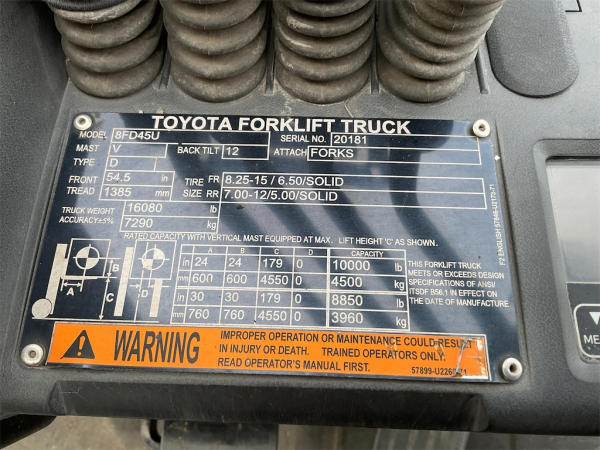 TOYOTA FORKLIFT TRUCK
MODEL 8FD45U SERIAL NO. 20181
MAST V BACK TILT 12 ATTACH FORKS
TYPE D
FRONT TREAD 54.5 in 1385 mm
TIRE SIZE FR 8.25-15 / 6.50/SOLID
RR 7.00-12/5.00/SOLID
TRUCK WEIGHT ACCURACY±5% 16080 lb 7290 kg
RATED CAPACITY WITH VERTICAL MAST EQUIPPED AT MAX. LIFT HEIGHT 'C' AS SHOWN.
A B C D CAPACITY
in 24 24 179 0 10000 lb
mm 600 600 4550 0 4500 kg
in 30 30 179 0 8850 lb
mm 760 760 4550 0 3960 kg
A B C D
THIS FORKLIFT TRUCK
MEETS OR EXCEEDS DESIGN
SPECIFICATIONS OF ANSI/
ITSDF B56.1 IN EFFECT ON
THE DATE OF MANUFACTURE.
WARNING
IMPROPER OPERATION OR MAINTENANCE COULD RESULT
IN INJURY OR DEATH. TRAINED OPERATORS ONLY.
READ OPERATOR'S MANUAL FIRST.